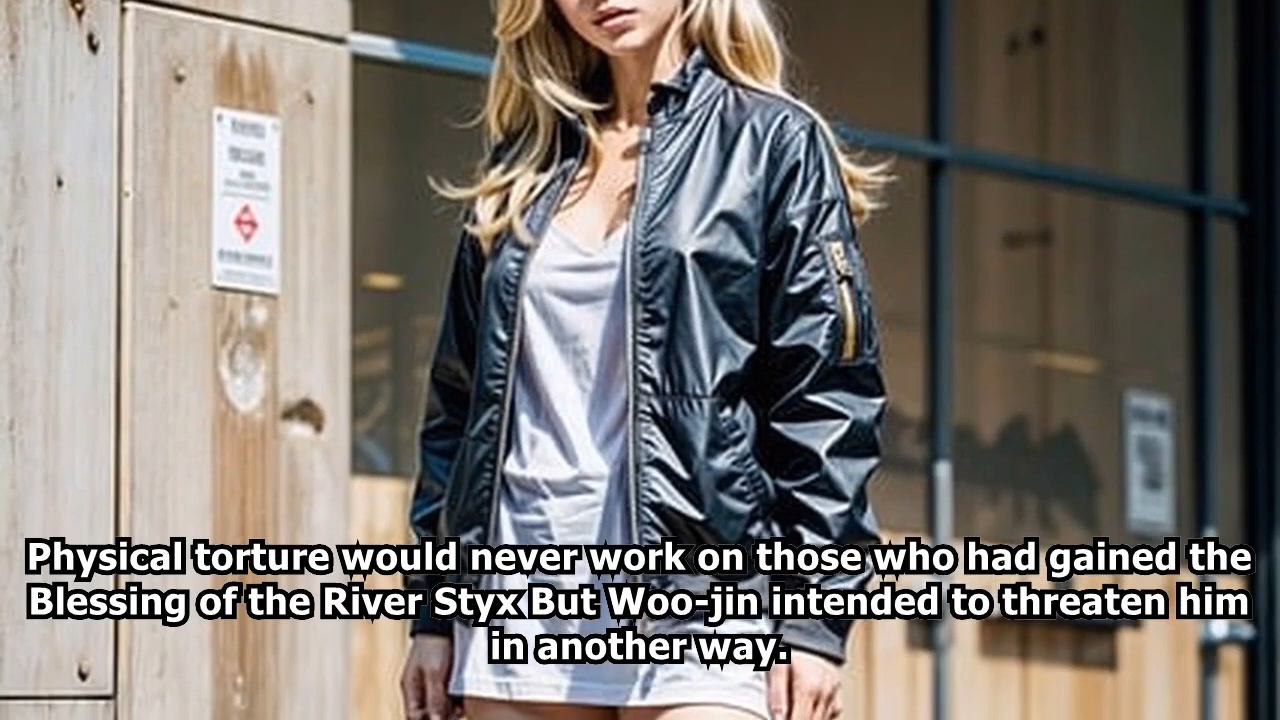 Physical torture would never work on those who had gained the
Blessing of the River Styx But Woo-jin intended to threaten him
in another way.